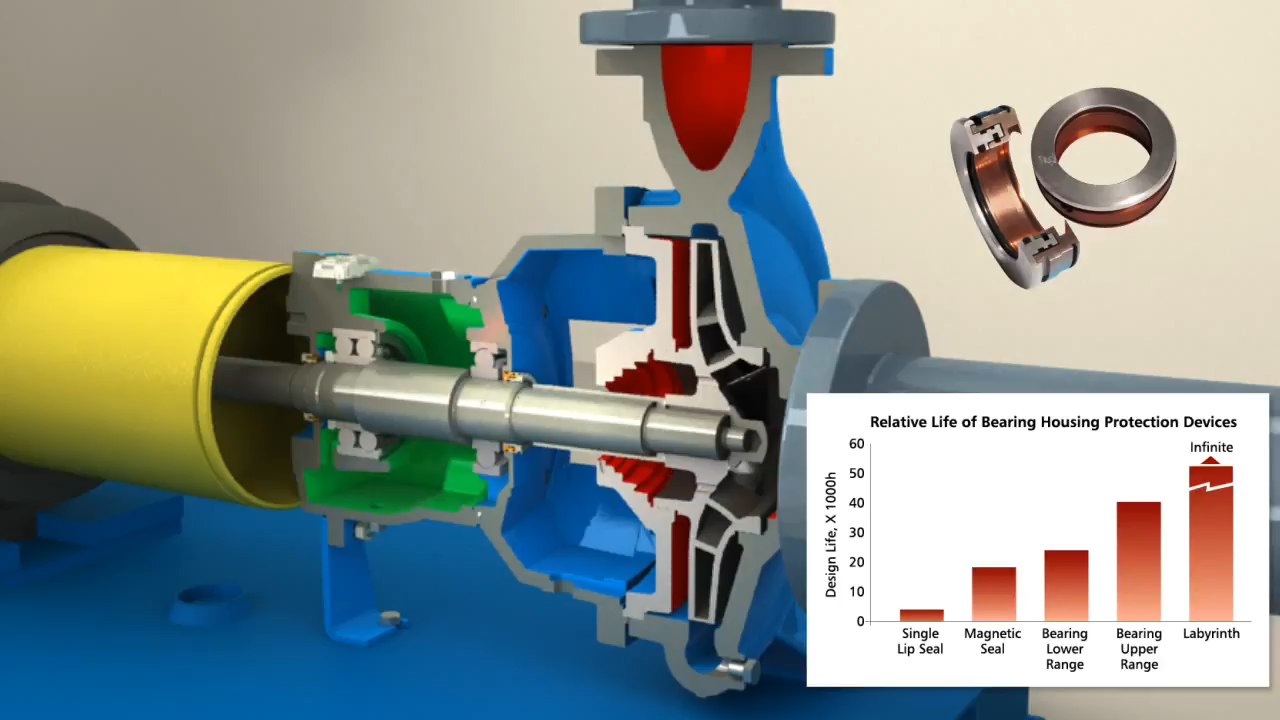 Relative Life of Bearing Housing Protection Devices
Design Life, X 1000h
60
50
40
30
20
10
0
Infinite
Single
Lip Seal
Magnetic
Seal
Bearing
Lower
Range
Bearing
Upper
Range
Labyrinth